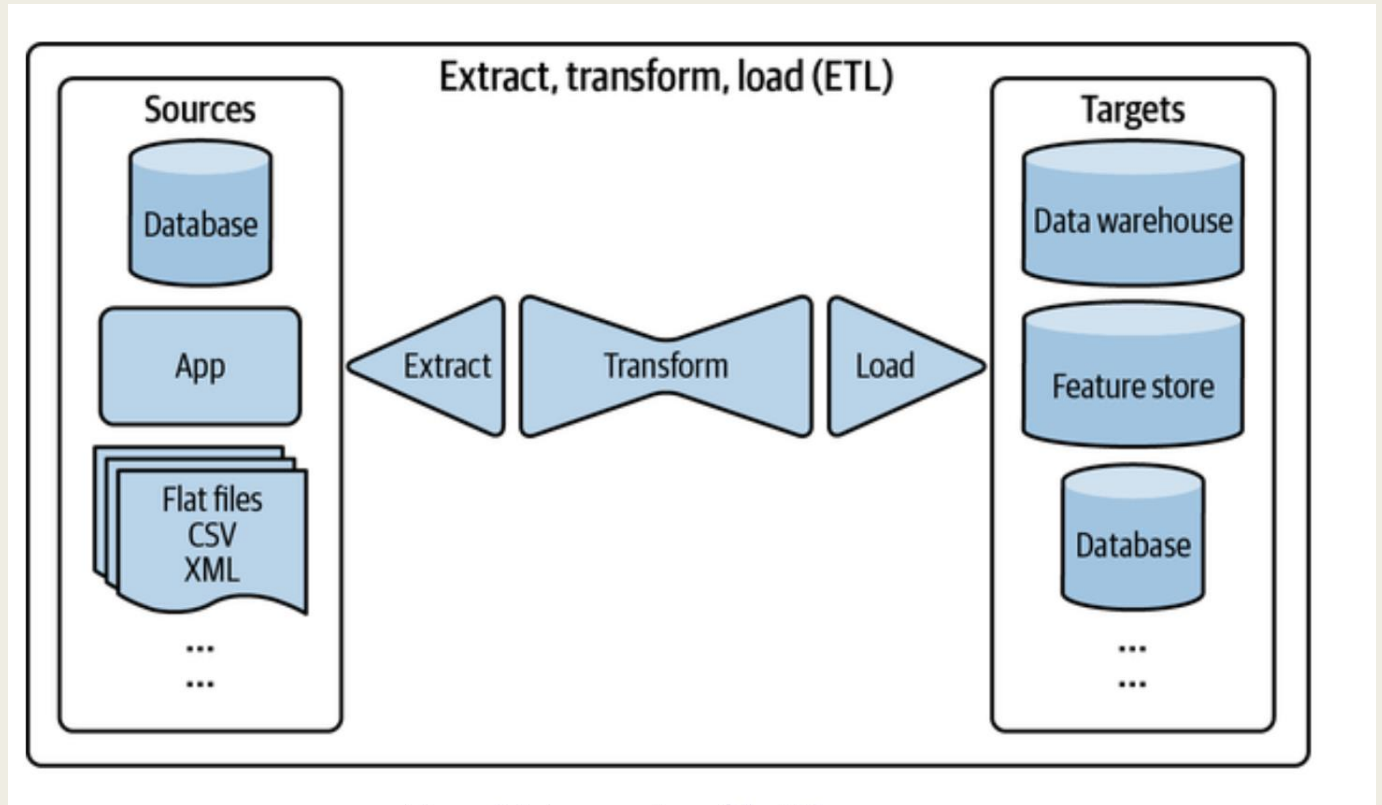 Extract, transform, load (ETL)
Sources
Database
App
Flat files
CSV
XML
...
...
Extract
Transform
Load
Targets
Data warehouse
Feature store
Database
...
...